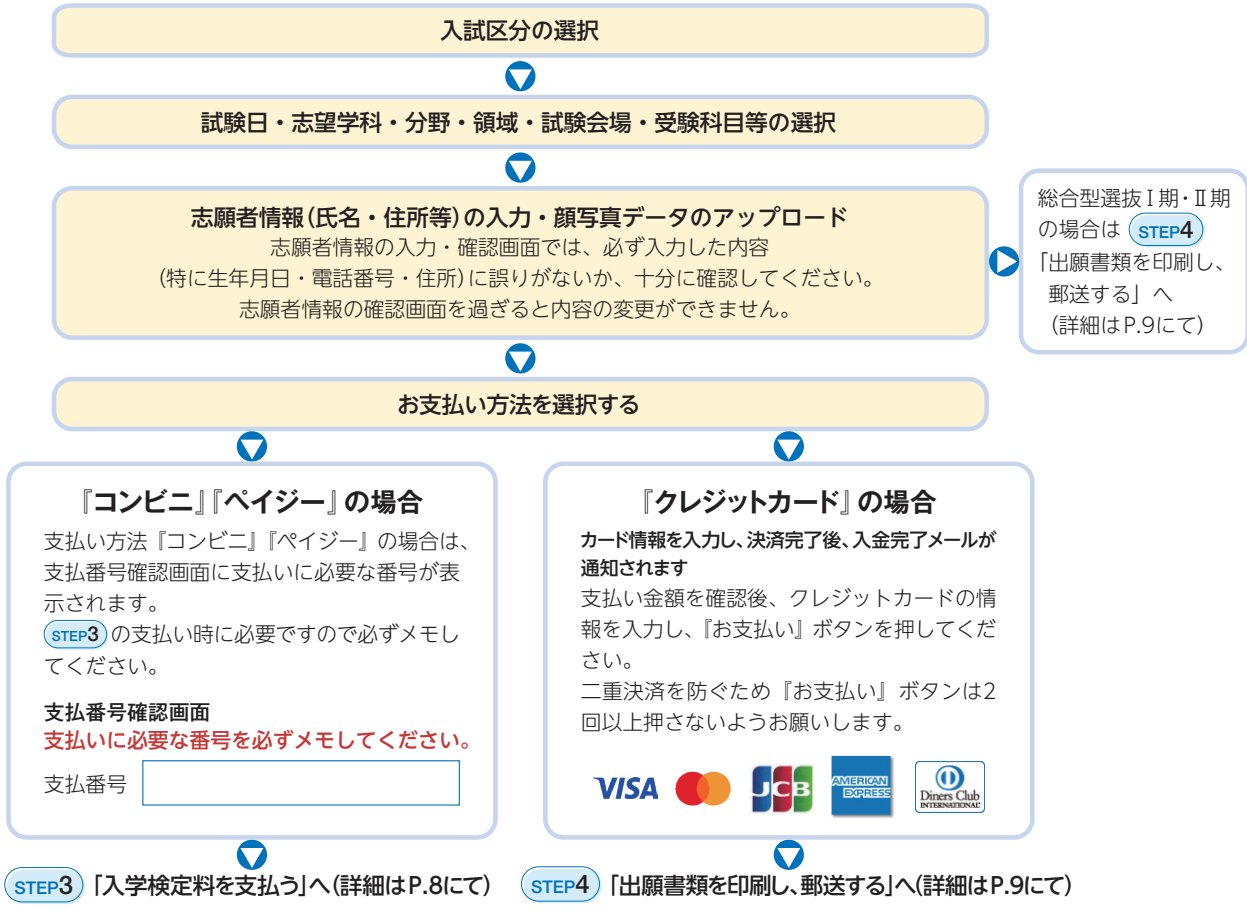 入試区分の選択
試験日・志望学科・分野・領域・試験会場・受験科目等の選択
志願者情報(氏名・住所等)の入力・顔写真データのアップロード
志願者情報の入力・確認画面では、必ず入力した内容
(特に生年月日・電話番号・住所)に誤りがないか、十分に確認してください。
志願者情報の確認画面を過ぎると内容の変更ができません。
総合型選抜Ⅰ期・Ⅱ期
の場合は STEP4
「出願書類を印刷し、
郵送する」へ
(詳細はP.9にて)
お支払い方法を選択する
『コンビニ』『ペイジー』の場合
支払い方法『コンビニ』『ペイジー』の場合は、
支払番号確認画面に支払いに必要な番号が表
示されます。
STEP3 の支払い時に必要ですので必ずメモし
てください。
支払番号確認画面
支払いに必要な番号を必ずメモしてください。
支払番号
『クレジットカード』の場合
カード情報を入力し、決済完了後、入金完了メールが
通知されます
支払い金額を確認後、クレジットカードの情
報を入力し、『お支払い』ボタンを押してくだ
さい。
二重決済を防ぐため『お支払い』ボタンは2
回以上押さないようお願いします。
VISA
JCB
AMERICAN
EXPRESS
Diners Club
INTERNATIONAL
STEP3 「入学検定料を支払う」へ(詳細はP.8にて)
STEP4 「出願書類を印刷し、郵送する」へ(詳細はP.9にて)